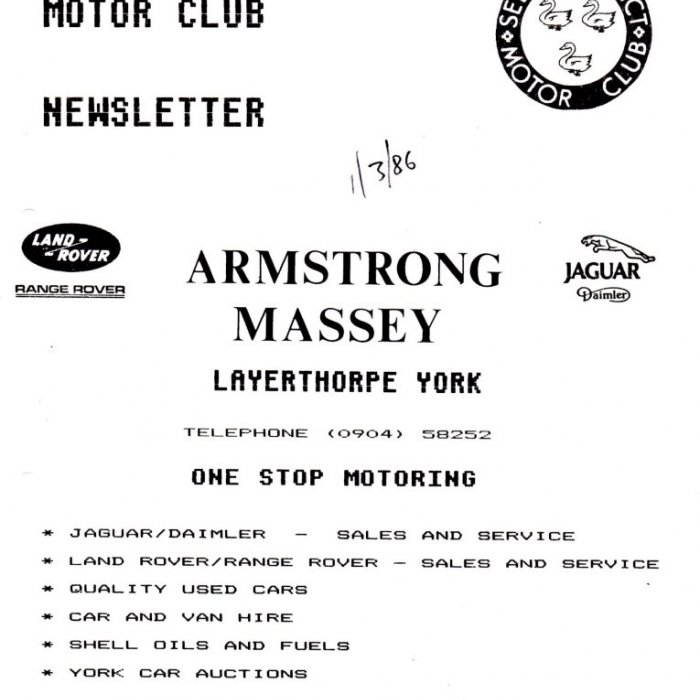 MOTOR CLUB
MOTOR CLUB
NEWSLETTER
1/3/86
LAND ROVER
RANGE ROVER
JAGUAR
Daimler
ARMSTRONG
MASSEY
LAYERTHORPE YORK
TELEPHONE (0904) 58252
ONE STOP MOTORING
* JAGUAR/DAIMLER - SALES AND SERVICE
* LAND ROVER/RANGE ROVER - SALES AND SERVICE
* QUALITY USED CARS
* CAR AND VAN HIRE
* SHELL OILS AND FUELS
* YORK CAR AUCTIONS